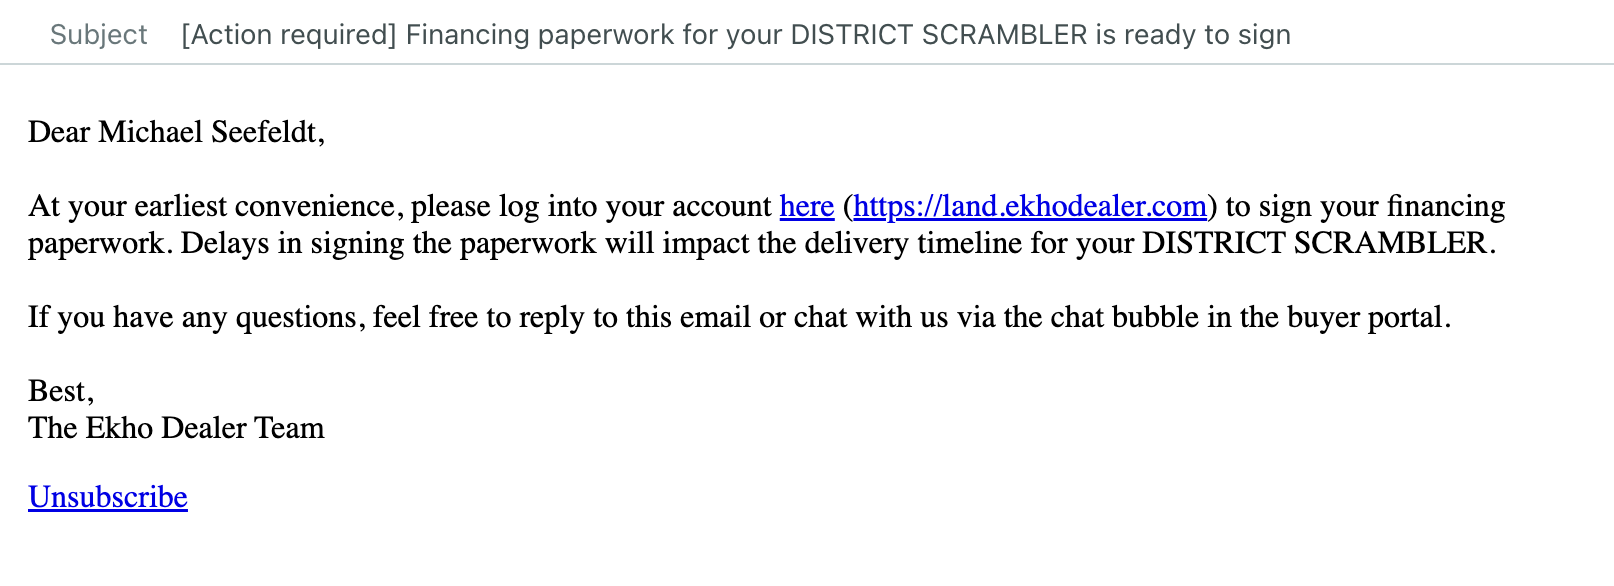 Subject [Action required] Financing paperwork for your DISTRICT SCRAMBLER is ready to sign
Dear Michael Seefeldt,
At your earliest convenience, please log into your account here (https://land.ekhodealer.com) to sign your financing
paperwork. Delays in signing the paperwork will impact the delivery timeline for your DISTRICT SCRAMBLER.
If you have any questions, feel free to reply to this email or chat with us via the chat bubble in the buyer portal.
Best,
The Ekho Dealer Team
Unsubscribe